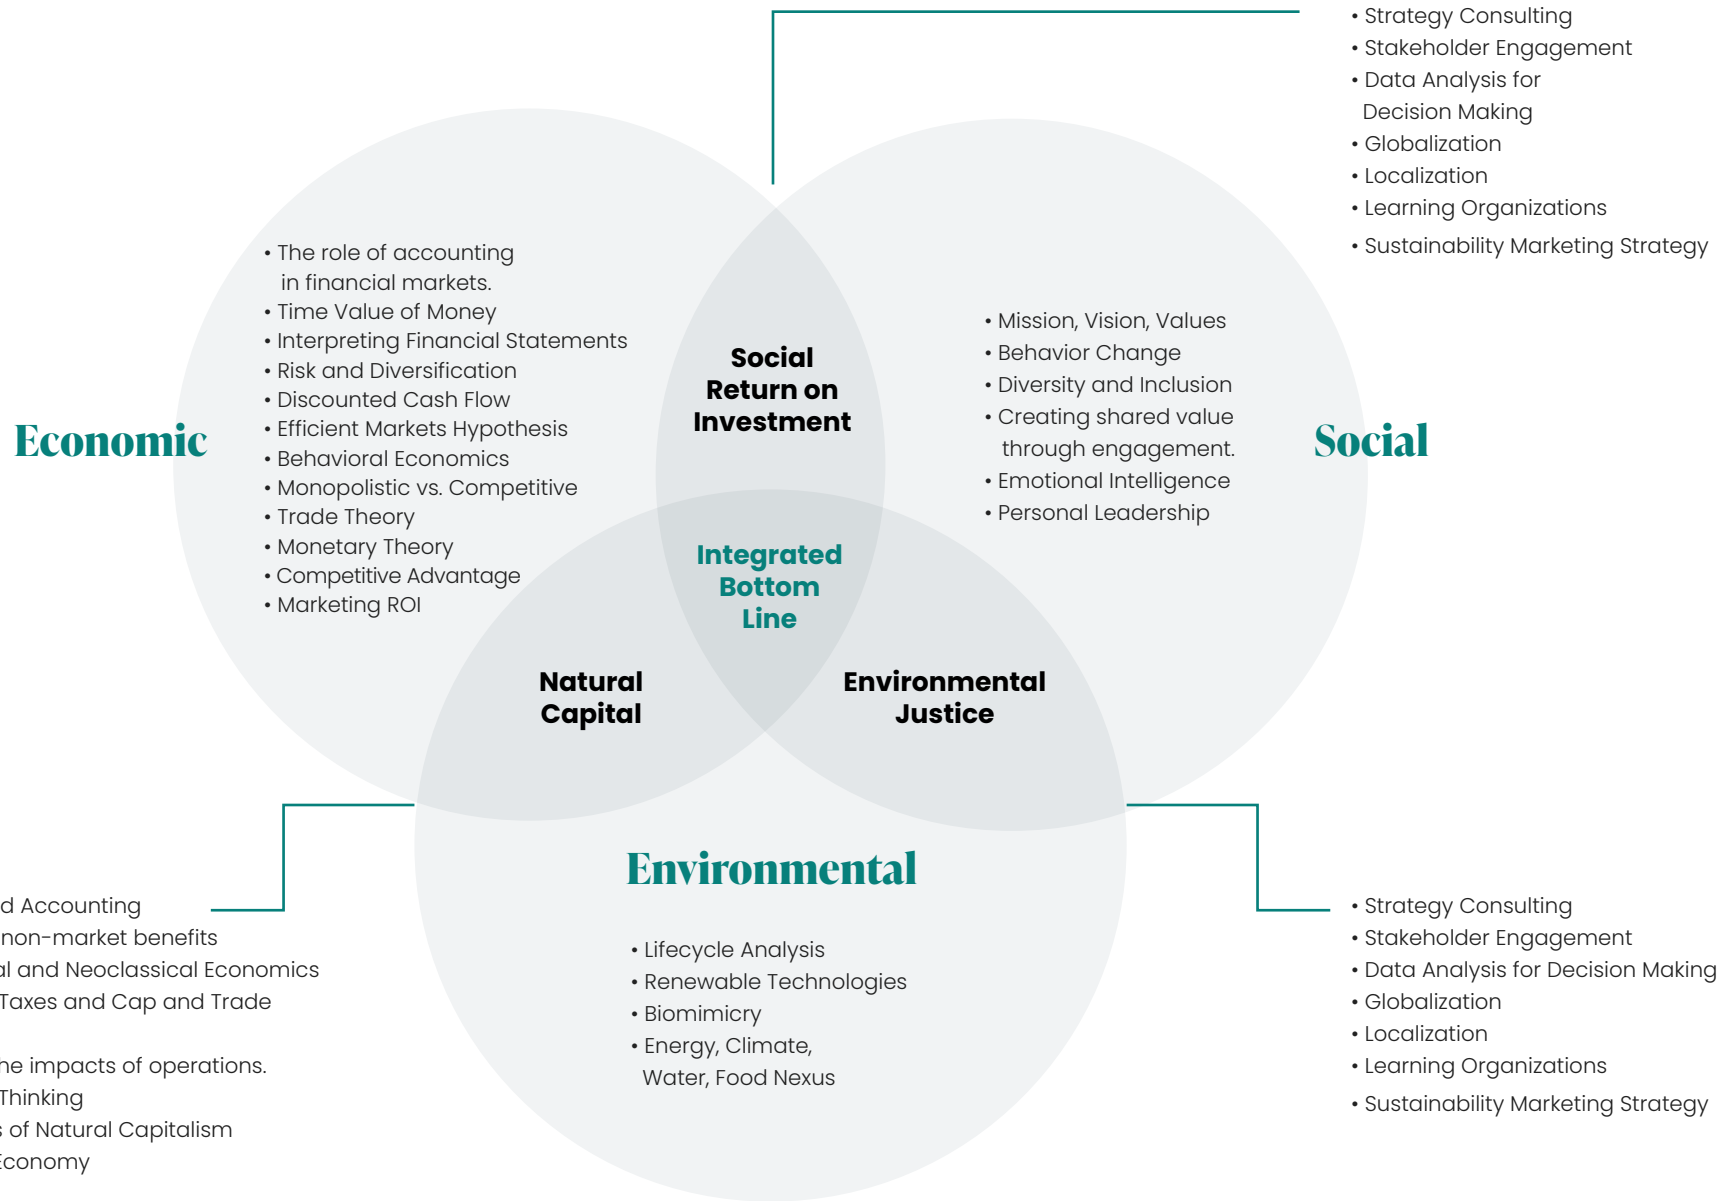 • Strategy Consulting
• Stakeholder Engagement
• Data Analysis for
Decision Making
• Globalization
• Localization
• Learning Organizations
• Sustainability Marketing Strategy
Economic
• The role of accounting
in financial markets.
• Time Value of Money
• Interpreting Financial Statements
• Risk and Diversification
• Discounted Cash Flow
• Efficient Markets Hypothesis
• Behavioral Economics
• Monopolistic vs. Competitive
• Trade Theory
• Monetary Theory
• Competitive Advantage
• Marketing ROI
Social
Return on
Investment
• Mission, Vision, Values
• Behavior Change
• Diversity and Inclusion
• Creating shared value
through engagement.
• Emotional Intelligence
• Personal Leadership
Social
Integrated
Bottom
Line
Natural
Capital
Environmental
Justice
Environmental
• Lifecycle Analysis
• Renewable Technologies
• Biomimicry
• Energy, Climate,
Water, Food Nexus
Accounting
non-market benefits
and Neoclassical Economics
Taxes and Cap and Trade
impacts of operations.
Thinking
of Natural Capitalism
Economy
• Strategy Consulting
• Stakeholder Engagement
• Data Analysis for Decision Making
• Globalization
• Localization
• Learning Organizations
• Sustainability Marketing Strategy